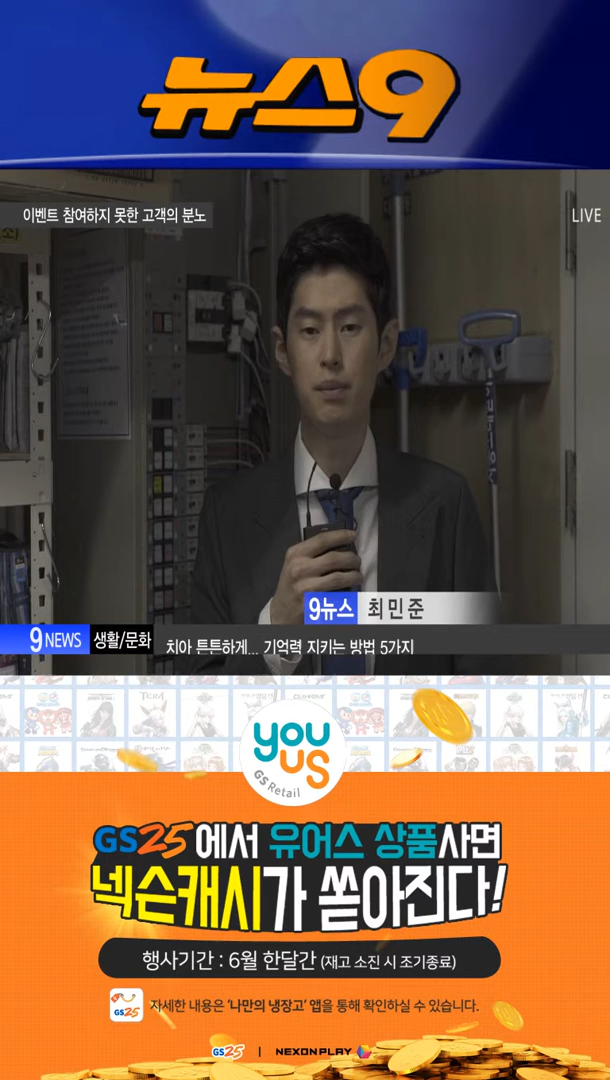 뉴스9
이벤트 참여하지 못한 고객의 분노
LIVE
9뉴스 최민준
9 NEWS 생활/문화 치아 튼튼하게... 기억력 지키는 방법 5가지
you
us
GS Retail
GS25에서 유어스 상품사면
넥슨캐시가 쏟아진다!
행사기간 : 6월 한달간 (재고 소진 시 조기종료)
GS25 자세한 내용은 '나만의 냉장고' 앱을 통해 확인하실 수 있습니다.
GS25 | NEXON PLAY